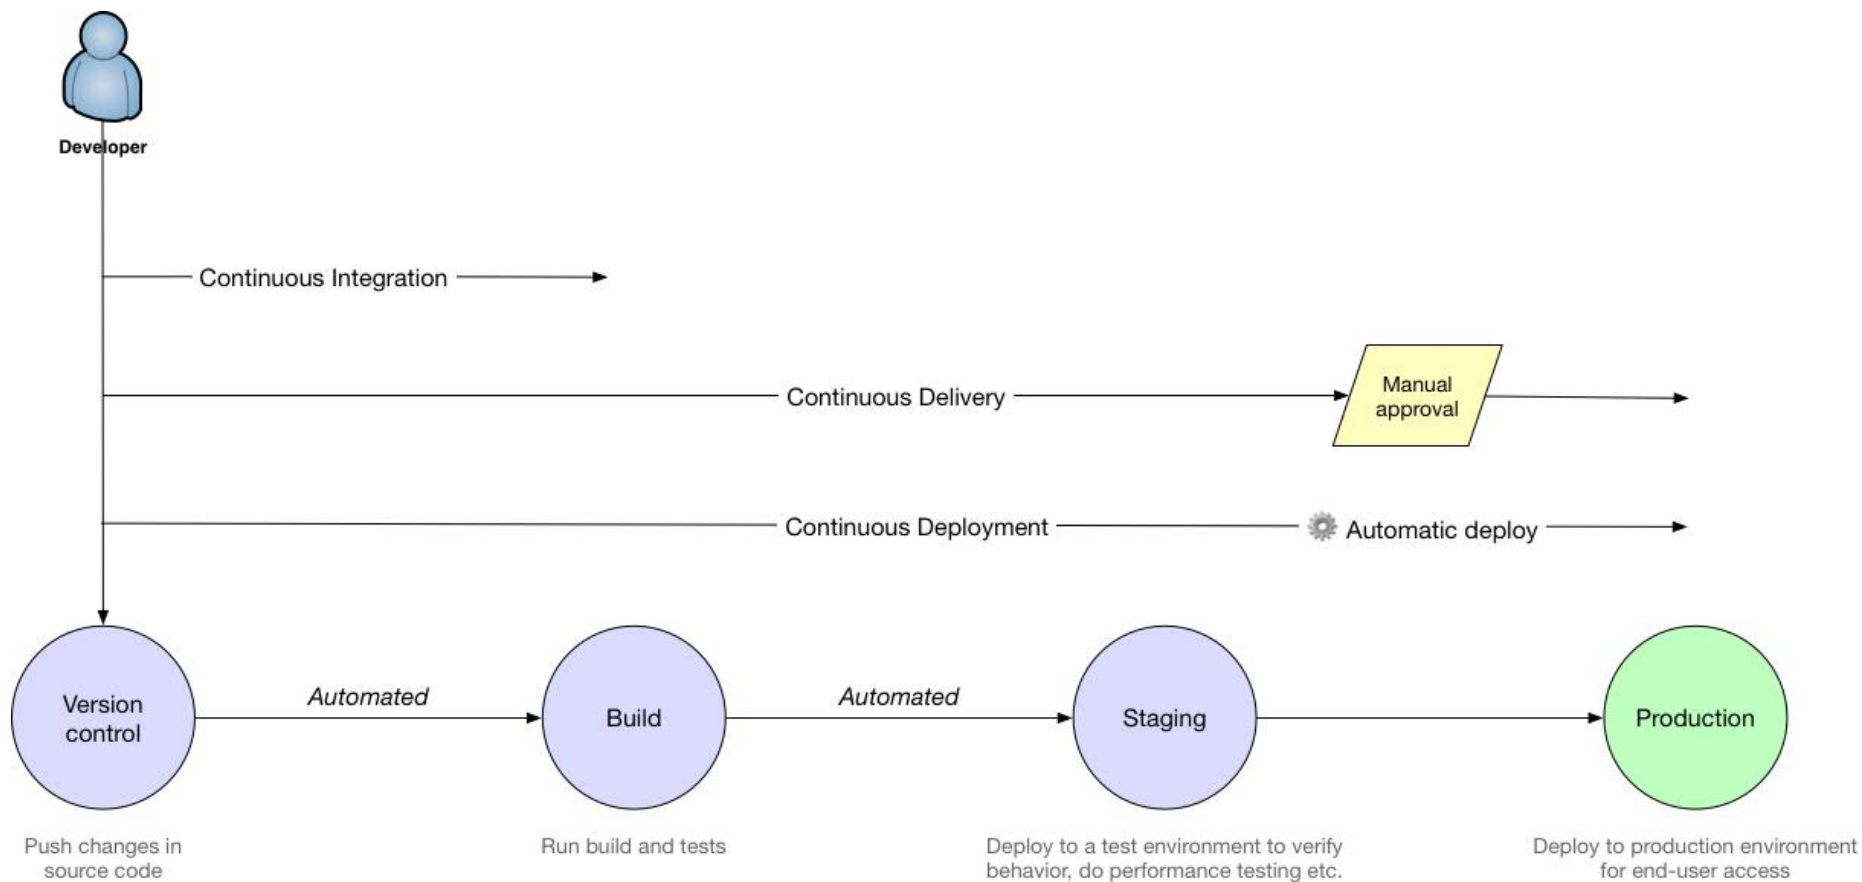 Developer
Continuous Integration
Continuous Delivery
Manual
approval
Continuous Deployment
Automatic deploy
Version
control
Automated
Build
Automated
Staging
Production
Push changes in
source code
Run build and tests
Deploy to a test environment to verify
behavior, do performance testing etc.
Deploy to production environment
for end-user access